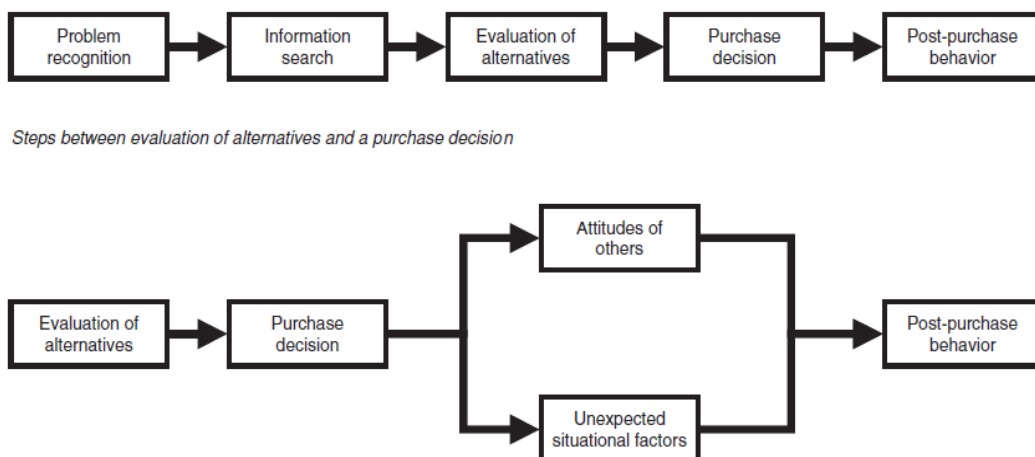 Problem
recognition
Information
search
Evaluation of
alternatives
Purchase
decision
Post-purchase
behavior
Steps between evaluation of alternatives and a purchase decision
Attitudes of
others
Evaluation of
alternatives
Purchase
decision
Post-purchase
behavior
Unexpected
situational factors